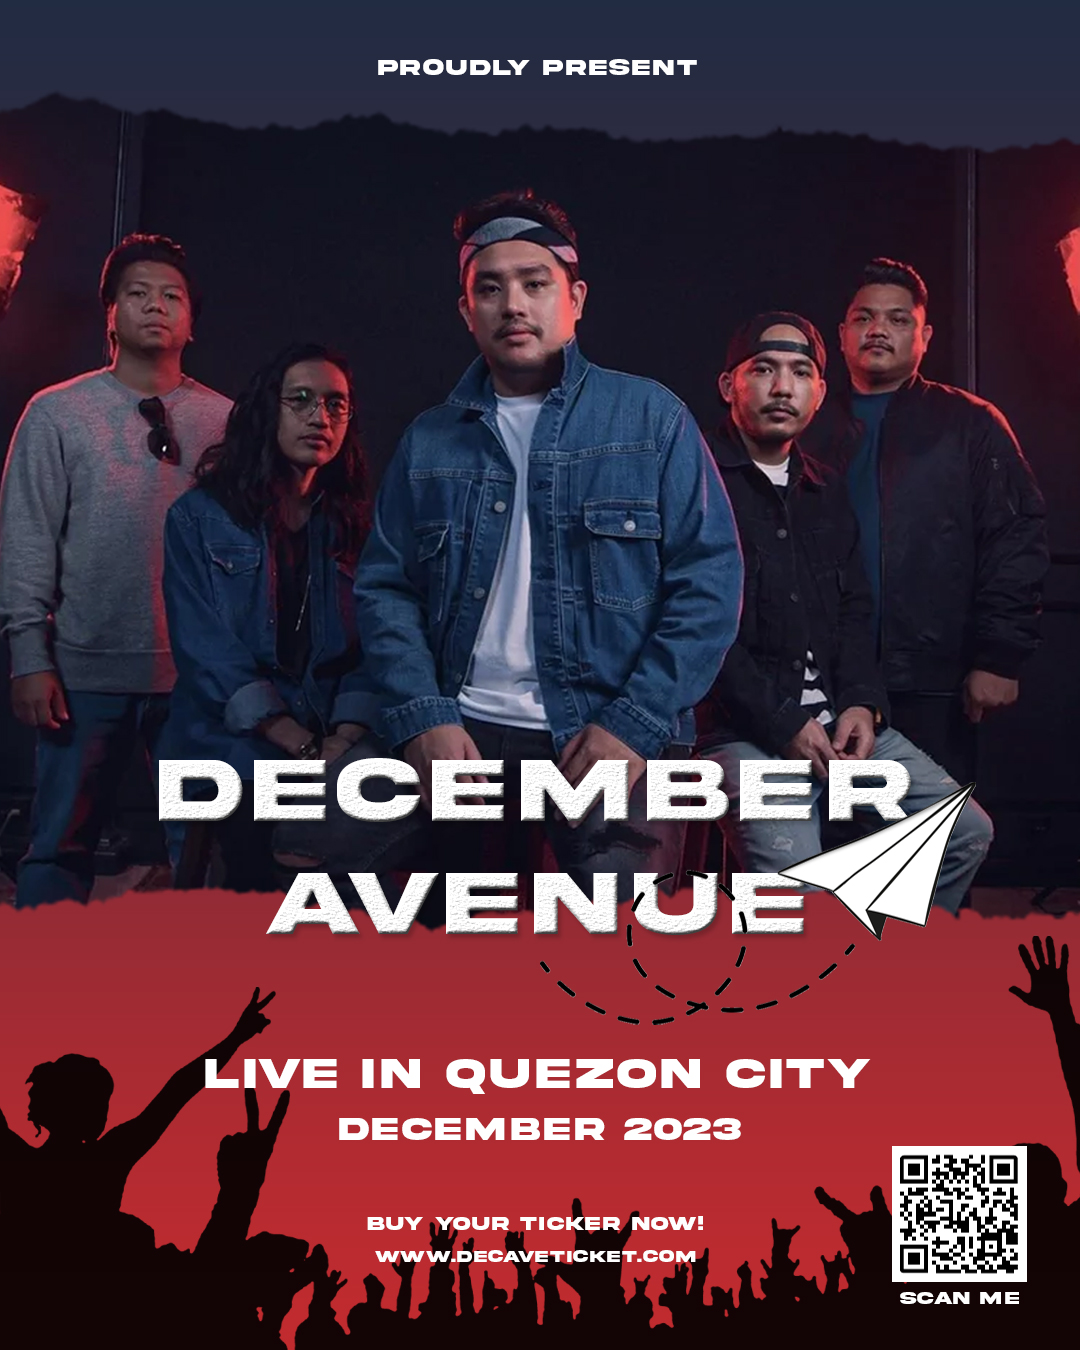 PROUDLY PRESENT
DECEMBER
AVENUE
LIVE IN QUEZON CITY
DECEMBER 2023
BUY YOUR TICKER NOW!
WWW.DECAVETICKET.COM
SCAN ME